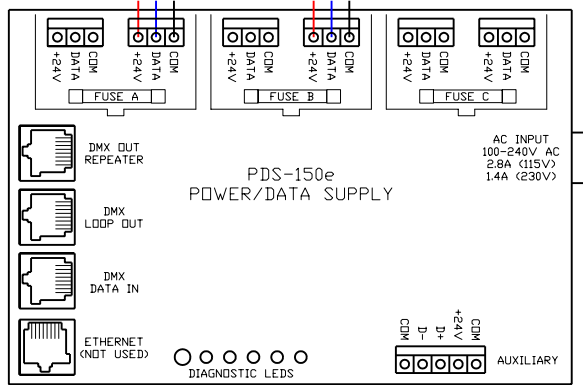 +24V DATA COM +24V DATA COM +24V DATA COM +24V DATA COM +24V DATA COM +24V DATA COM
FUSE A FUSE B FUSE C
DMX OUT
REPEATER
AC INPUT
100-240V AC
2.8A (115V)
1.4A (230V)
PDS-150e
POWER/DATA SUPPLY
DMX
LOOP OUT
DMX
DATA IN
ETHERNET
(NOT USED)
DIAGNOSTIC LEDS
COM D- D+ +24V COM
AUXILIARY